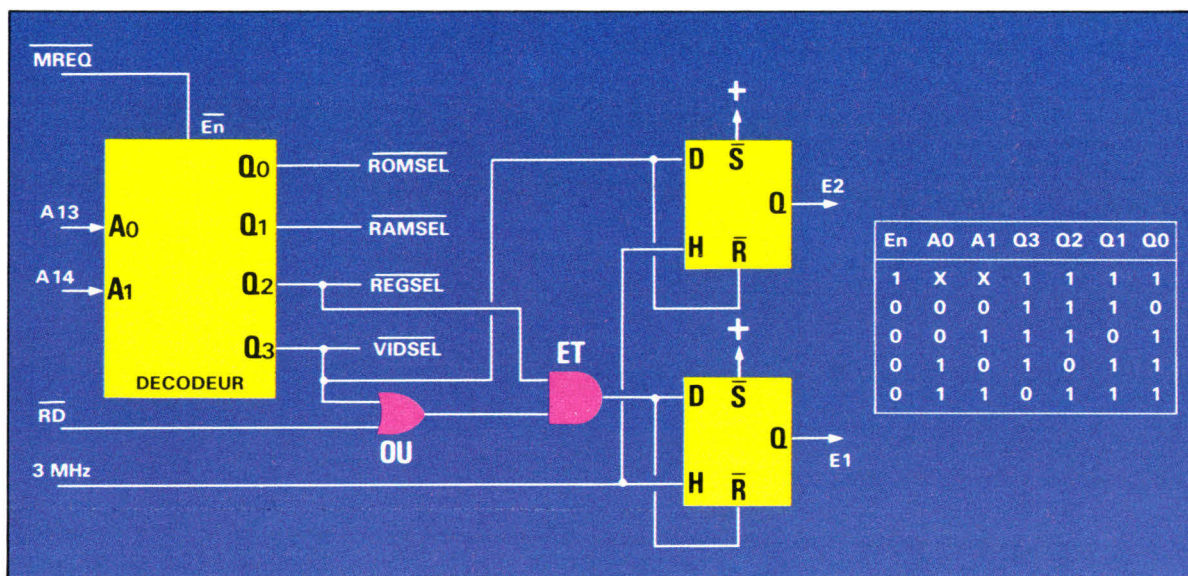 MREQ
En
A13
A0
A14
A1
Q0
Q1
Q2
Q3
DECODEUR
ROMSEL
RAMSEL
REGSEL
VIDSEL
RD
3 MHz
OU
ET
+
D S
Q
H R
E2
+
D S
Q
H R
E1
En A0 A1 Q3 Q2 Q1 Q0
1 X X 1 1 1 1
0 0 0 1 1 1 0
0 0 1 1 1 0 1
0 1 0 1 0 1 1
0 1 1 0 1 1 1